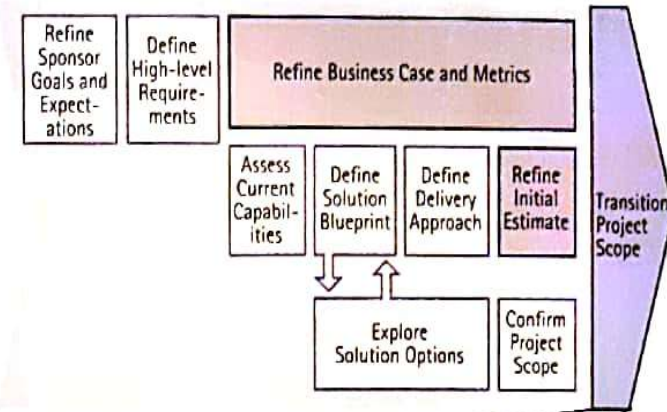 Refine
Sponsor
Goals and
Expect-
ations
Define
High-level
Require-
ments
Refine Business Case and Metrics
Assess
Current
Capabil-
ities
Define
Solution
Blueprint
Define
Delivery
Approach
Refine
Initial
Estimate
Transition
Project
Scope
Explore
Solution Options
Confirm
Project
Scope